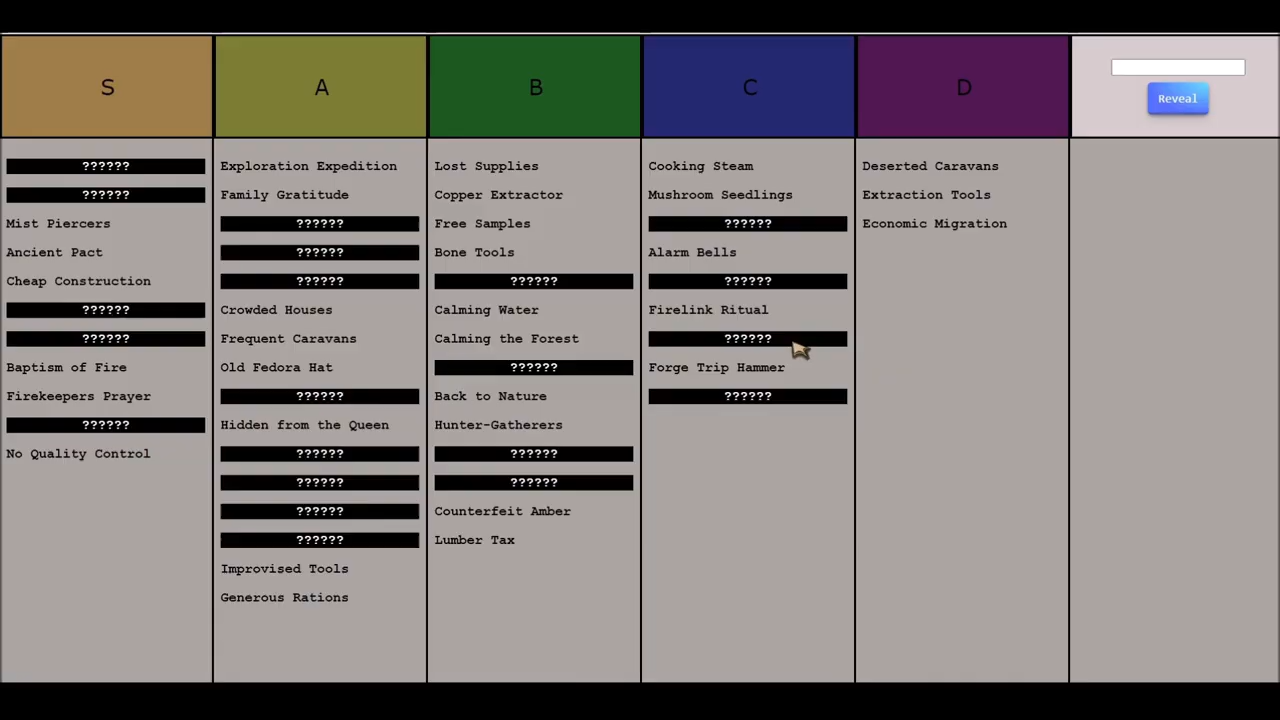 S
A
B
C
D
Reveal
??????
??????
Mist Piercers
Ancient Pact
Cheap Construction
??????
??????
Baptism of Fire
Firekeepers Prayer
??????
No Quality Control
Exploration Expedition
Family Gratitude
??????
??????
??????
Crowded Houses
Frequent Caravans
Old Fedora Hat
??????
Hidden from the Queen
??????
??????
??????
??????
Improvised Tools
Generous Rations
Lost Supplies
Copper Extractor
Free Samples
Bone Tools
??????
Calming Water
Calming the Forest
??????
Back to Nature
Hunter-Gatherers
??????
??????
Counterfeit Amber
Lumber Tax
Cooking Steam
Mushroom Seedlings
??????
Alarm Bells
??????
Firelink Ritual
??????
Forge Trip Hammer
??????
Deserted Caravans
Extraction Tools
Economic Migration